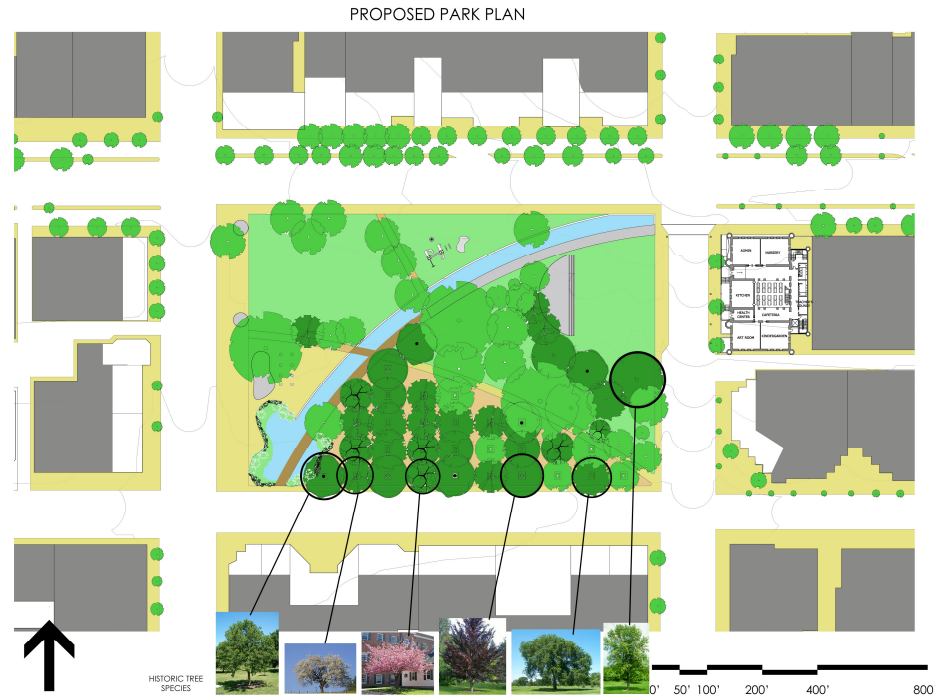 PROPOSED PARK PLAN
ADMIN
NURSERY
KITCHEN
HEALTH
CENTER
CAFETERIA
ART ROOM
KINDERGARDEN
HISTORIC TREE
SPECIES
0' 50' 100' 200' 400' 800'